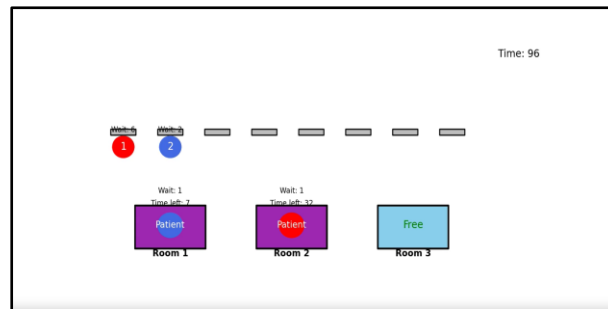 Time: 96
Wait: 6 Wait: 2
1 2
Wait: 1 Wait: 1
Time left: 7 Time left: 32
Patient Patient Free
Room 1 Room 2 Room 3